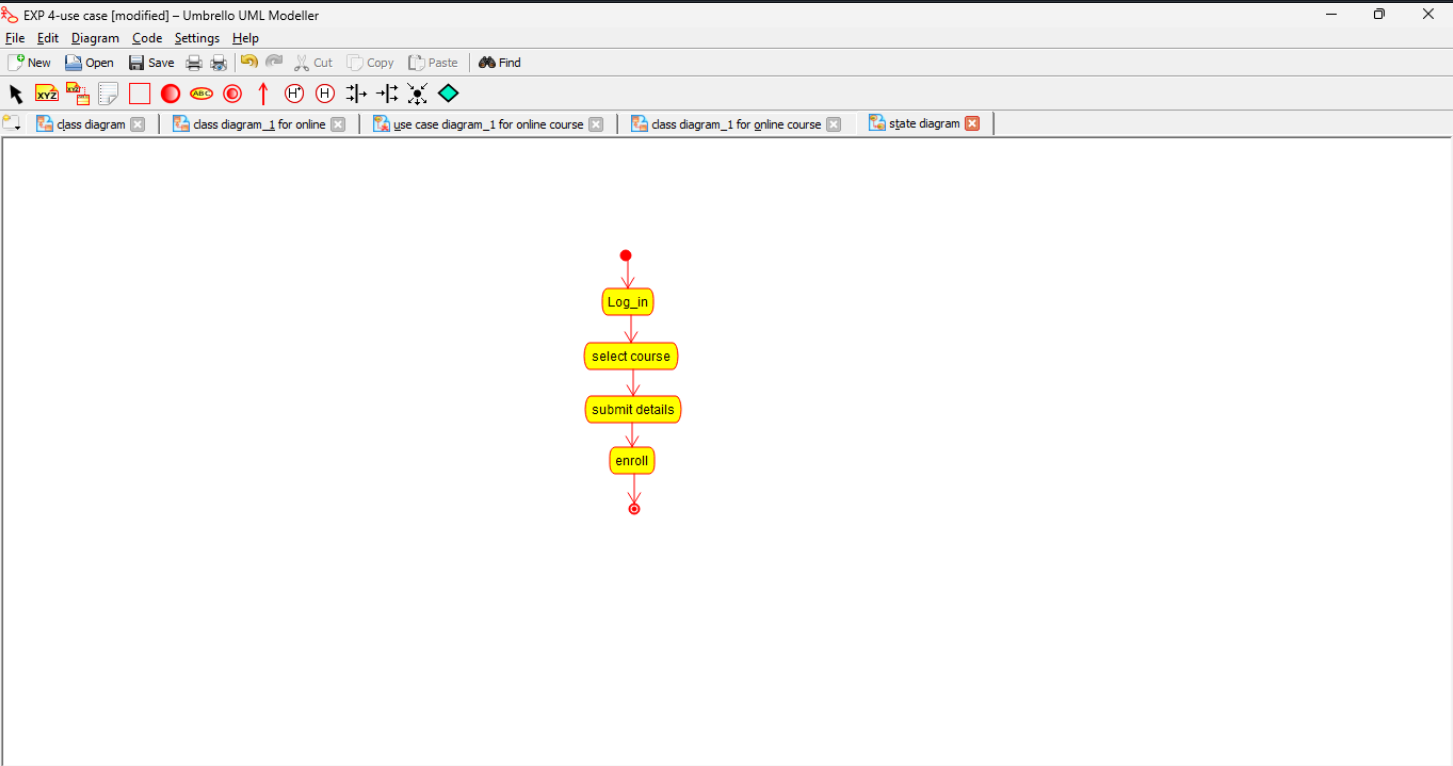 EXP 4-use case [modified] – Umbrello UML Modeller
File Edit Diagram Code Settings Help
New Open Save Cut Copy Paste Find
XYZ XYZ ABC H* H
class diagram class diagram_1 for online use case diagram_1 for online course class diagram_1 for online course state diagram
Log_in
select course
submit details
enroll